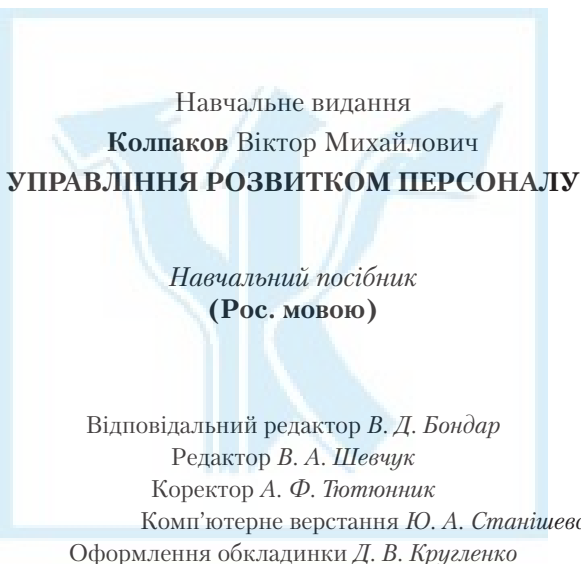 Навчальне видання
Колпаков Віктор Михайлович
УПРАВЛІННЯ РОЗВИТКОМ ПЕРСОНАЛУ
Навчальний посібник
(Рос. мовою)
Відповідальний редактор В. Д. Бондар
Редактор В. А. Шевчук
Коректор А. Ф. Тютюнник
Комп'ютерне верстання Ю. А.
Оформлення обкладинки Д. В. Кругленко